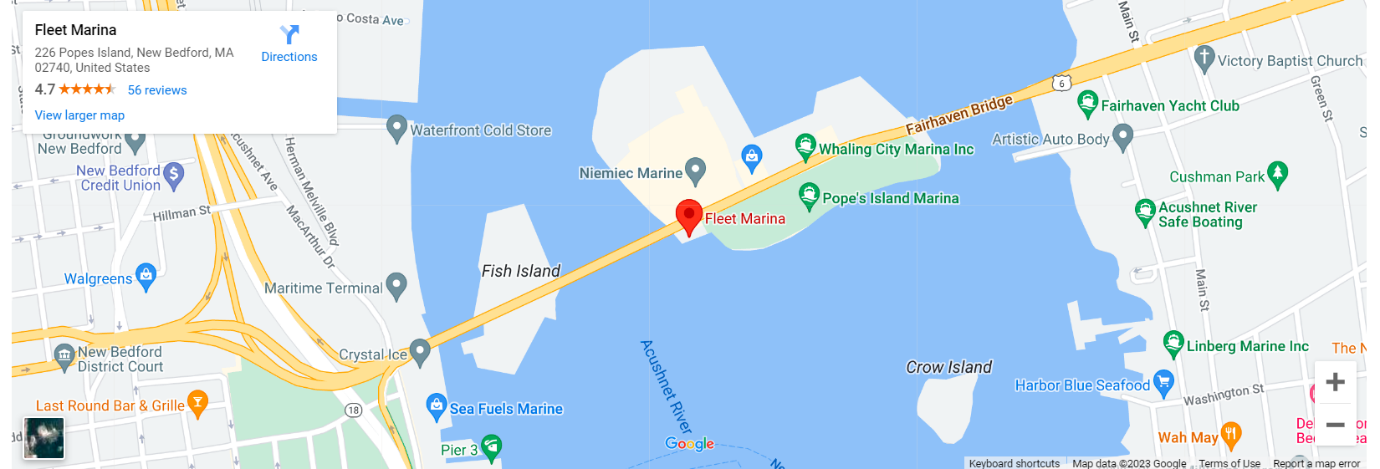 Fleet Marina
226 Popes Island, New Bedford, MA
02740, United States
4.7
56 reviews
View larger map
Directions
Costa Ave
Main St
6
Victory Baptist Church
Green St
Fairhaven Bridge
Fairhaven Yacht Club
Waterfront Cold Store
Groundwork
New Bedford
Acushnet Ave
Herman Melville Blvd
Artistic Auto Body
Whaling City Marina Inc
New Bedford
Credit Union
Niemiec Marine
Cushman Park
Hillman St
MacArthur Dr
Pope's Island Marina
Acushnet River
Safe Boating
Fleet Marina
Fish Island
Walgreens
Maritime Terminal
Main St
New Bedford
District Court
Crystal Ice
Acushnet River
Linberg Marine Inc
The N
Crow Island
Harbor Blue Seafood
Washington St
Last Round Bar & Grille
18
Sea Fuels Marine
Pier 3
Wah May
Google
Keyboard shortcuts
Map data ©2023 Google
Terms of Use
Report a map error